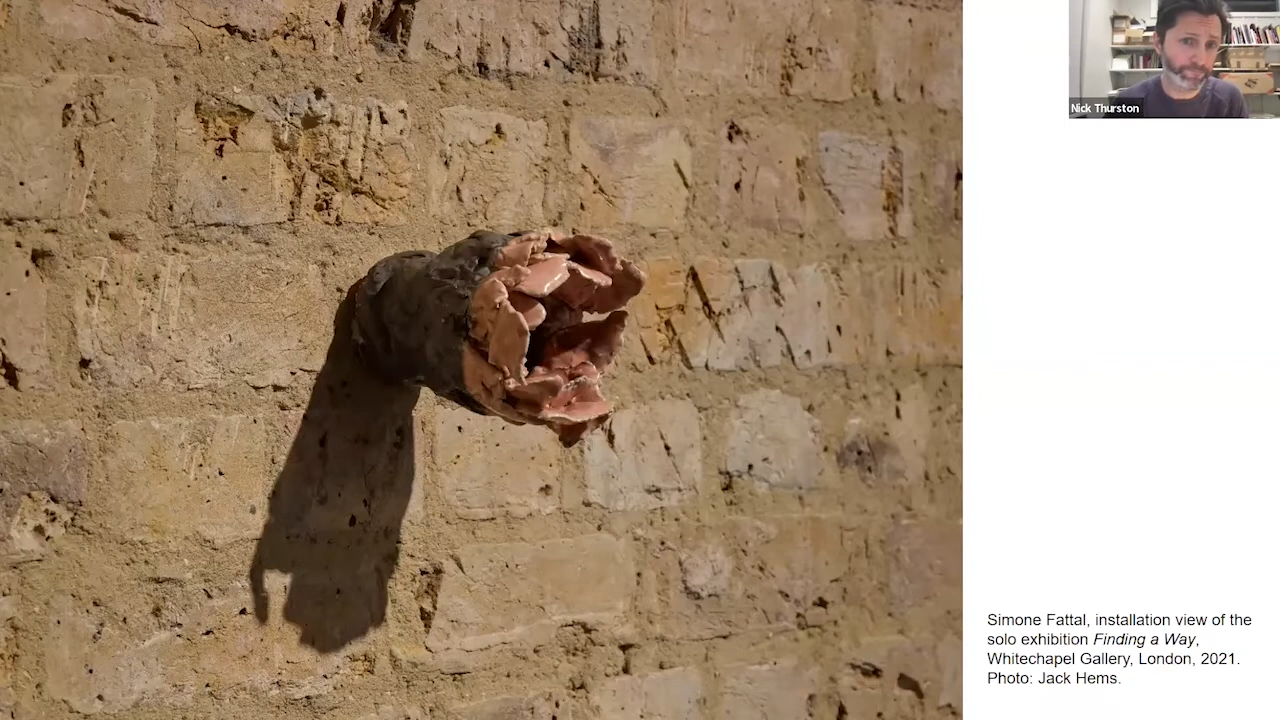 Nick Thurston
Simone Fattal, installation view of the
solo exhibition Finding a Way,
Whitechapel Gallery, London, 2021.
Photo: Jack Hems.